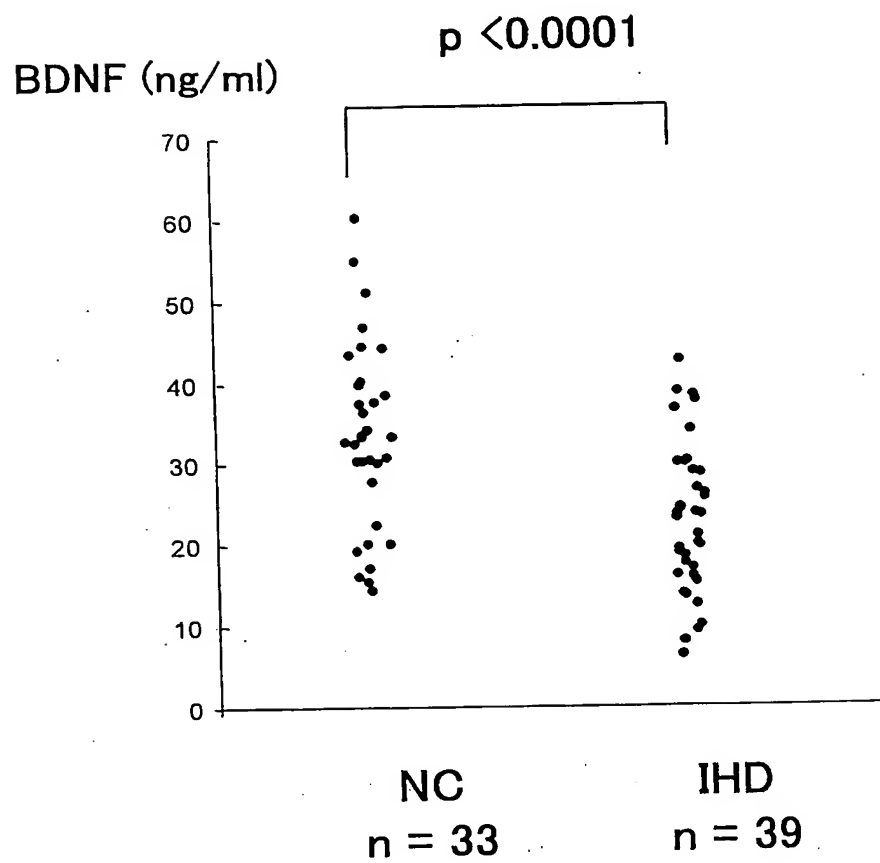 p <0.0001
BDNF (ng/ml)
70
60
50
40
30
20
10
0
NC
IHD
n = 33
n = 39